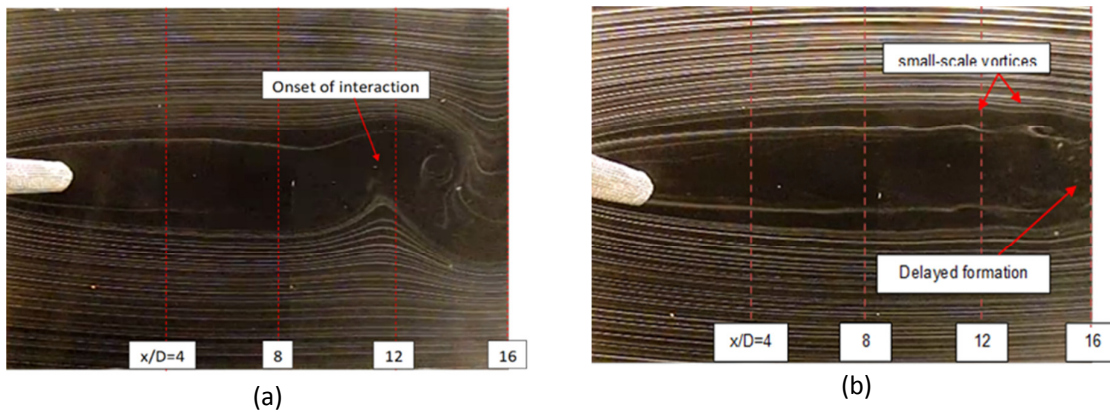 Onset of interaction
x/D=4
8
12
16
(a)
small-scale vortices
Delayed formation
x/D=4
8
12
16
(b)